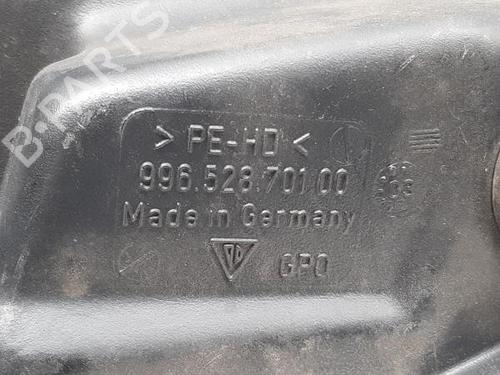 B-PARTS
> PE-HD <
996.528.701.00
Made in Germany
GPO